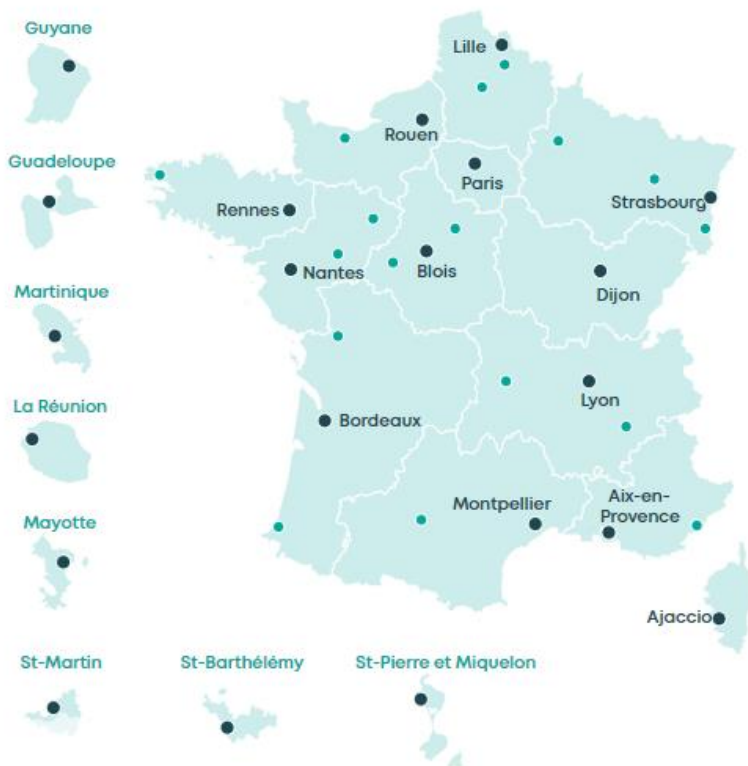 Guyane
Lille
Rouen
Guadeloupe
Paris
Rennes
Strasbourg
Nantes
Blois
Dijon
Martinique
La Réunion
Lyon
Bordeaux
Montpellier
Aix-en-
Provence
Mayotte
Ajaccio
St-Martin
St-Barthélémy
St-Pierre et Miquelon